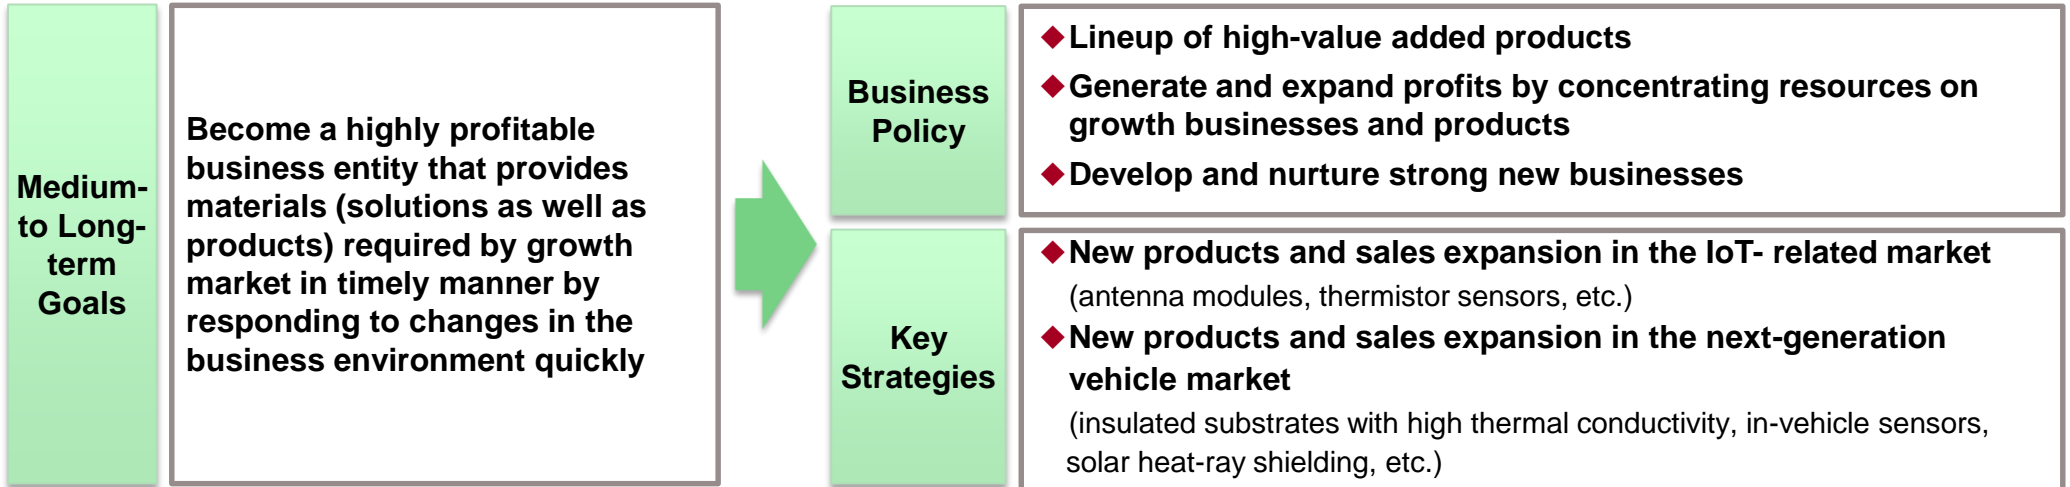 Medium-
to Long-
term
Goals
Become a highly profitable
business entity that provides
materials (solutions as well as
products) required by growth
market in timely manner by
responding to changes in the
business environment quickly
Business
Policy
◆Lineup of high-value added products
◆Generate and expand profits by concentrating resources on
growth businesses and products
◆Develop and nurture strong new businesses
Key
Strategies
◆New products and sales expansion in the IoT- related market
(antenna modules, thermistor sensors, etc.)
◆New products and sales expansion in the next-generation
vehicle market
(insulated substrates with high thermal conductivity, in-vehicle sensors,
solar heat-ray shielding, etc.)